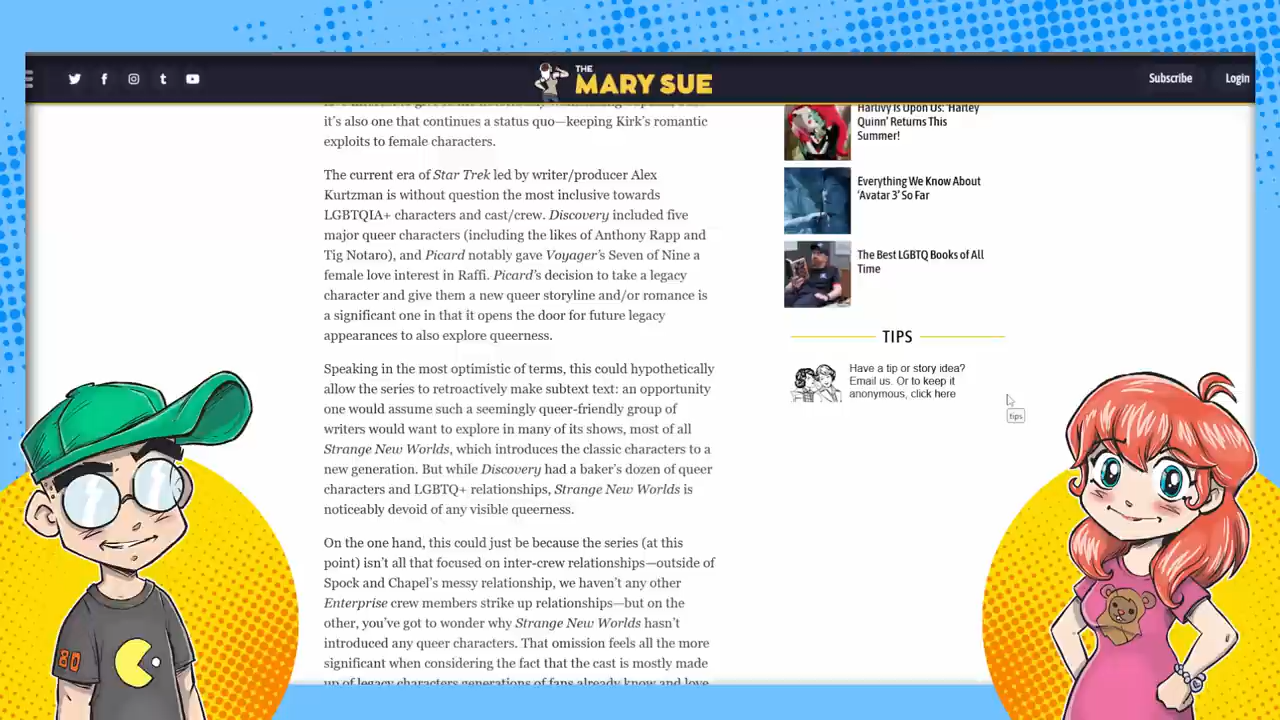 THE
MARY SUE
Subscribe
Login
it's also one that continues a status quo—keeping Kirk's romantic
exploits to female characters.
The current era of Star Trek led by writer/producer Alex
Kurtzman is without question the most inclusive towards
LGBTQIA+ characters and cast/crew. Discovery included five
major queer characters (including the likes of Anthony Rapp and
Tig Notaro), and Picard notably gave Voyager's Seven of Nine a
female love interest in Raffi. Picard's decision to take a legacy
character and give them a new queer storyline and/or romance is
a significant one in that it opens the door for future legacy
appearances to also explore queerness.
Speaking in the most optimistic of terms, this could hypothetically
allow the series to retroactively make subtext text: an opportunity
one would assume such a seemingly queer-friendly group of
writers would want to explore in many of its shows, most of all
Strange New Worlds, which introduces the classic characters to a
new generation. But while Discovery had a baker's dozen of queer
characters and LGBTQ+ relationships, Strange New Worlds is
noticeably devoid of any visible queerness.
On the one hand, this could just be because the series (at this
point) isn't all that focused on inter-crew relationships—outside of
Spock and Chapel's messy relationship, we haven't any other
Enterprise crew members strike up relationships—but on the
other, you've got to wonder why Strange New Worlds hasn't
introduced any queer characters. That omission feels all the more
significant when considering the fact that the cast is mostly made
up of legacy characters generations of fans already know and love
Harlivy Is Upon Us: 'Harley
Quinn' Returns This
Summer!
Everything We Know About
'Avatar 3' So Far
The Best LGBTQ Books of All
Time
TIPS
Have a tip or story idea?
Email us. Or to keep it
anonymous, click here
tips
80